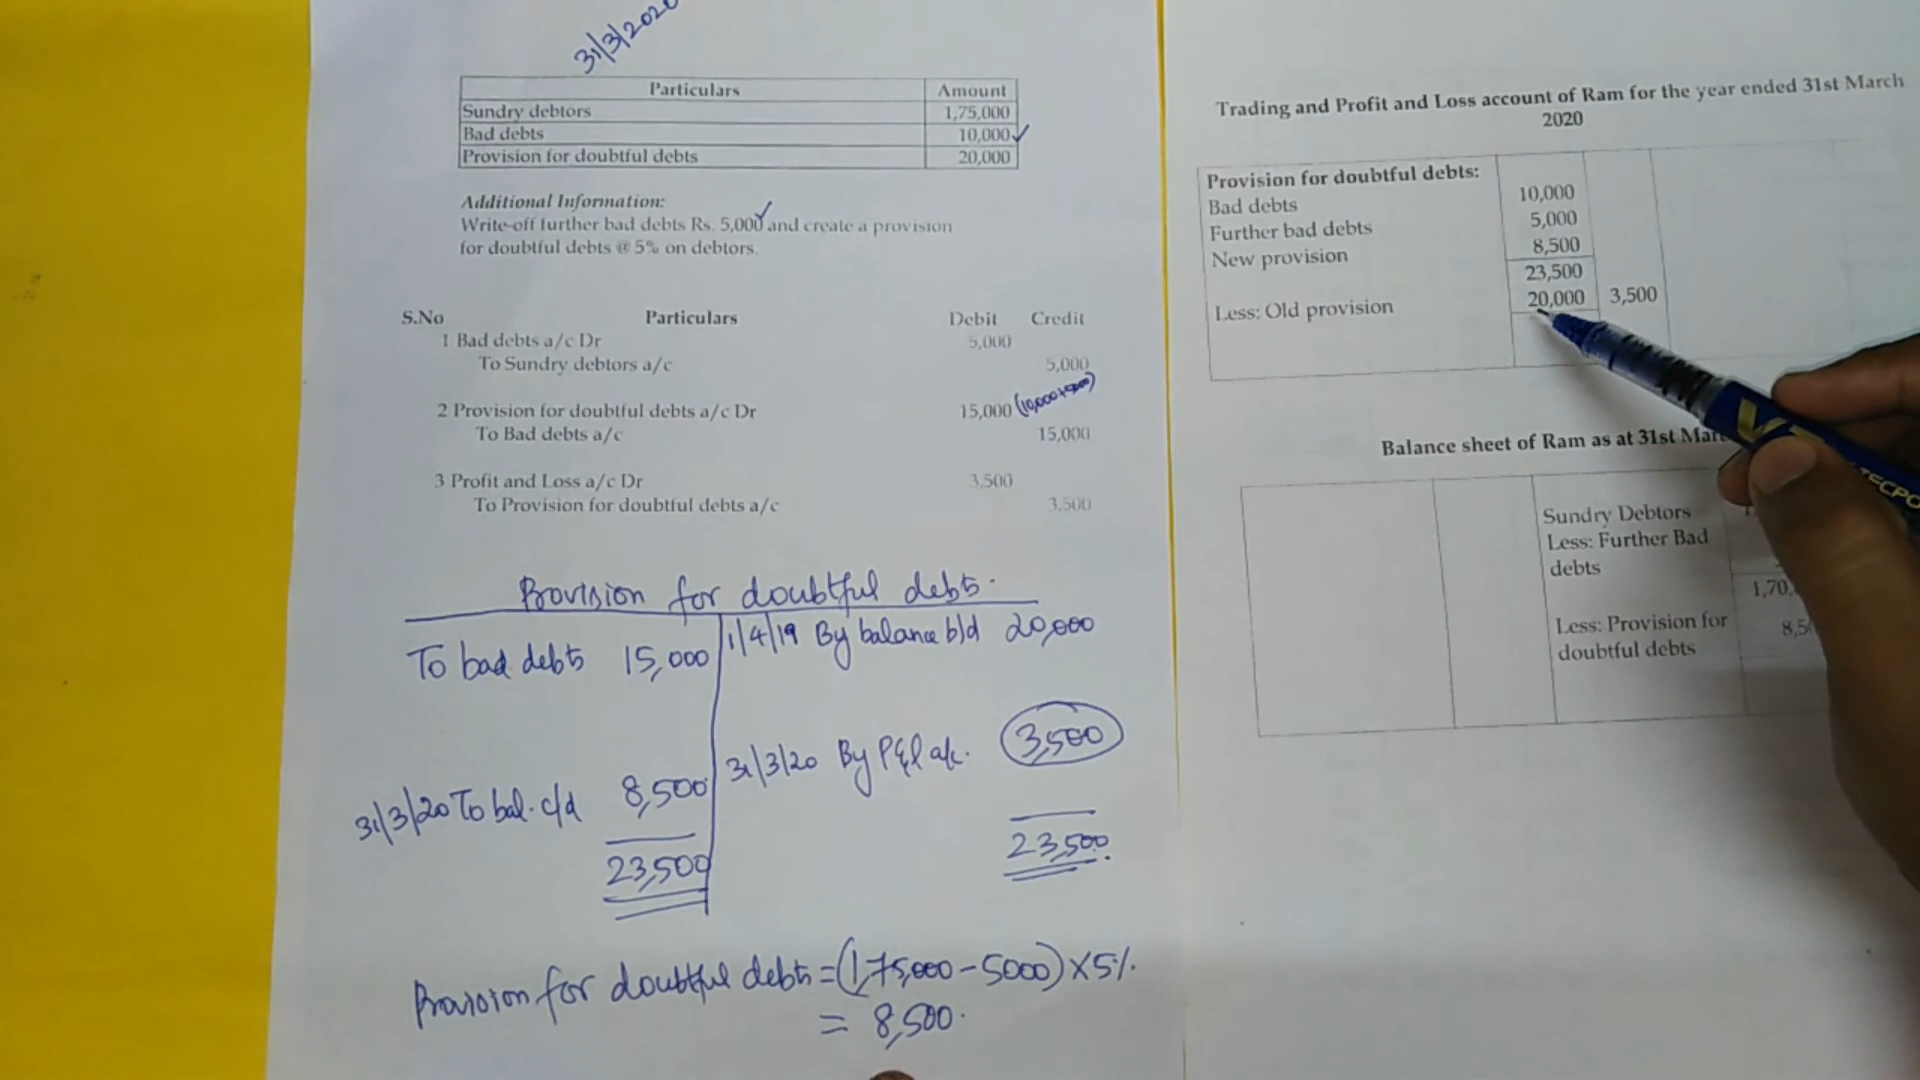 31/3/2020
Particulars Amount
Sundry debtors 1,75,000
Bad debts 10,000✓
Provision for doubtful debts 20,000
Additional Information:
Write-off further bad debts Rs. 5,000✓ and create a provision
for doubtful debts @ 5% on debtors.
S.No Particulars Debit Credit
1 Bad debts a/c Dr 5,000
To Sundry debtors a/c 5,000
2 Provision for doubtful debts a/c Dr 15,000 (10,000+5000)
To Bad debts a/c 15,000
3 Profit and Loss a/c Dr 3,500
To Provision for doubtful debts a/c 3,500
Provision for doubtful debts.
To bad debts 15,000 1/4/19 By balance b/d 20,000
31/3/20 To bal. c/d 8,500 31/3/20 By P&L a/c. 3,500
23,500 23,500
Provision for doubtful debts = (1,75,000 - 5000) × 5%
= 8,500.
Trading and Profit and Loss account of Ram for the year ended 31st March
2020
Provision for doubtful debts:
Bad debts 10,000
Further bad debts 5,000
New provision 8,500
23,500
Less: Old provision 20,000 3,500
Balance sheet of Ram as at 31st
Sundry Debtors
Less: Further Bad
debts
1,70,
Less: Provision for
doubtful debts